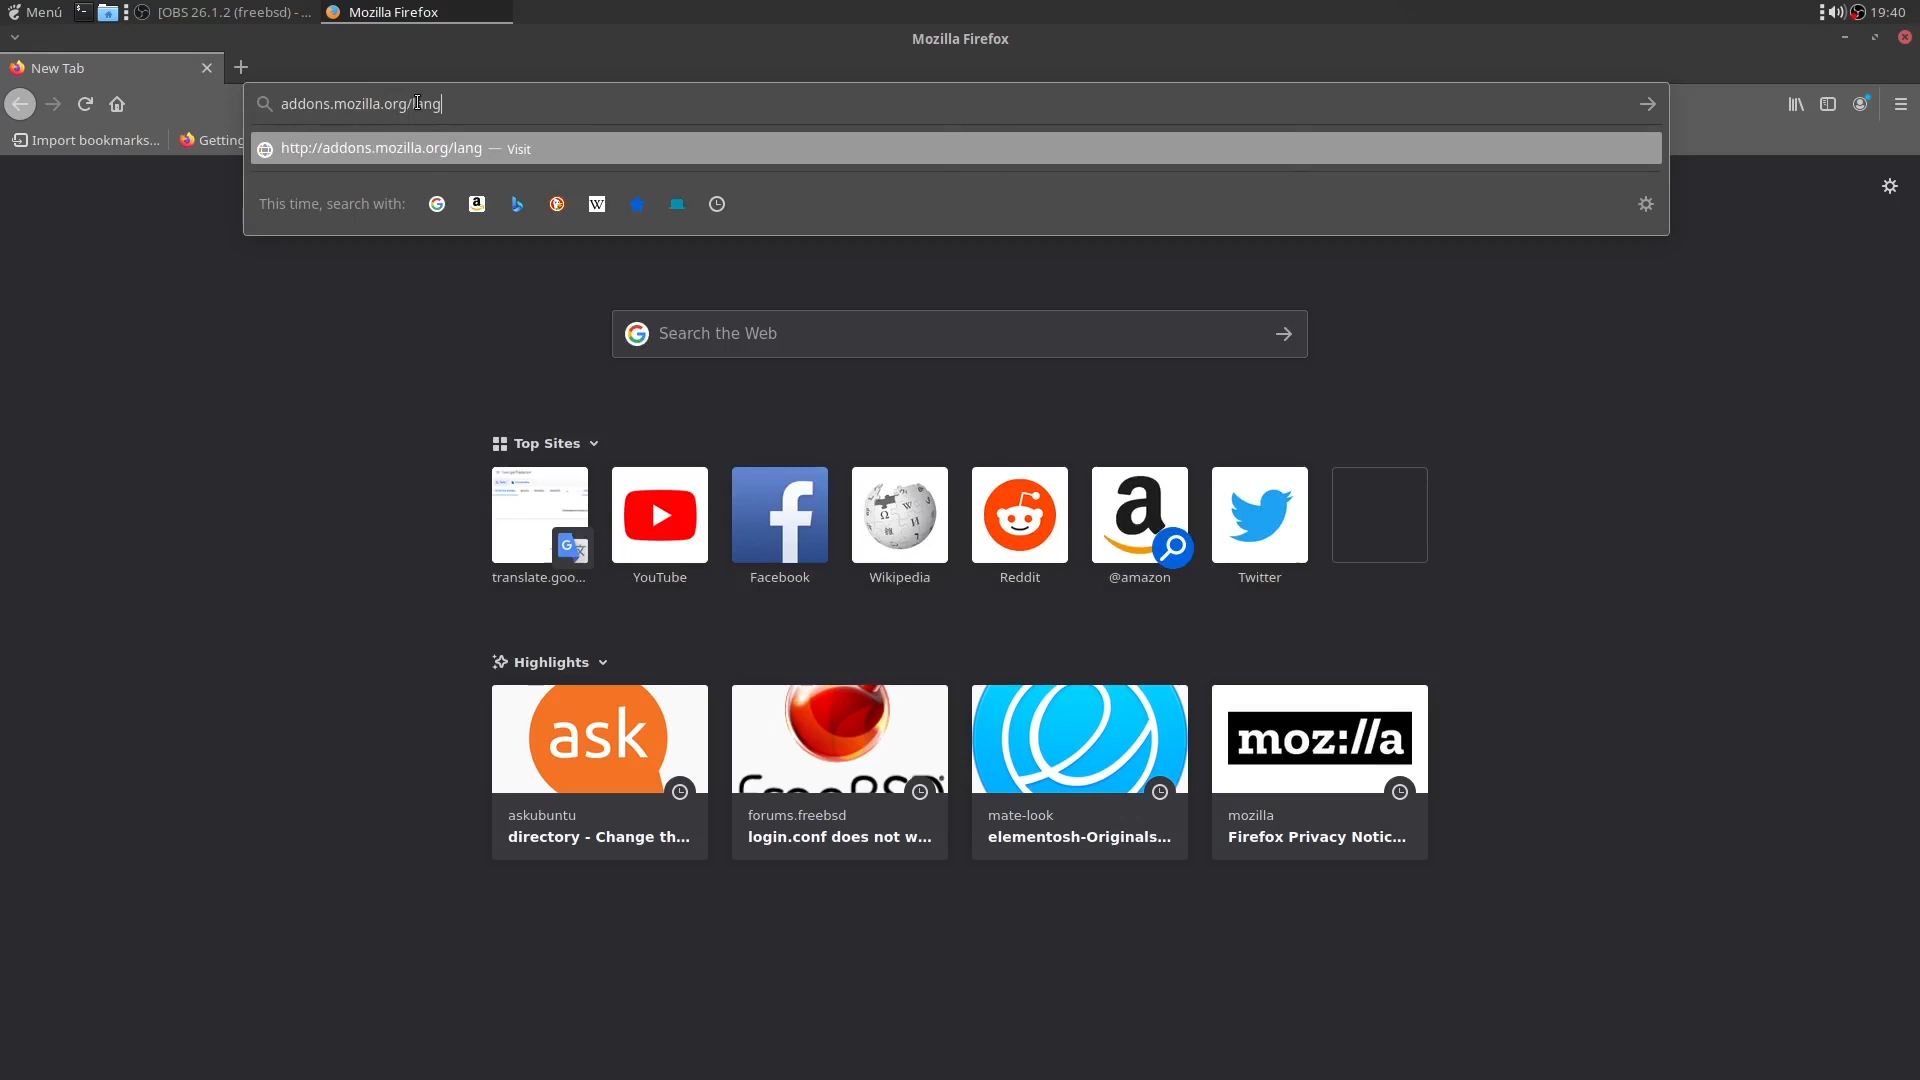 Menú
[OBS 26.1.2 (freebsd) - ...
Mozilla Firefox
19:40
Mozilla Firefox
New Tab
addons.mozilla.org/lang
Import bookmarks...
Getting
http://addons.mozilla.org/lang — Visit
This time, search with:
Search the Web
Top Sites
translate.goo...
YouTube
Facebook
Wikipedia
Reddit
@amazon
Twitter
Highlights
ask
FreeBSD
moz://a
askubuntu
forums.freebsd
mate-look
mozilla
directory - Change th...
login.conf does not w...
elementosh-Originals...
Firefox Privacy Notic...